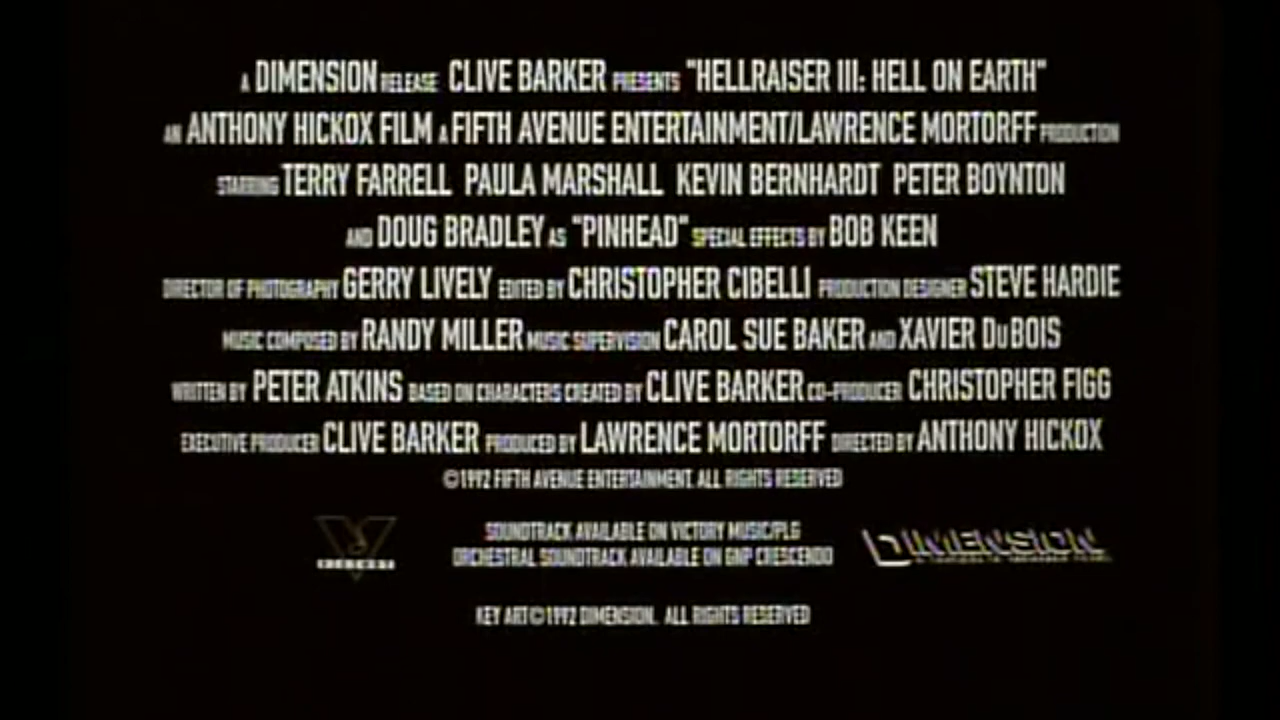 A DIMENSION RELEASE CLIVE BARKER PRESENTS "HELLRAISER III: HELL ON EARTH"
AN ANTHONY HICKOX FILM A FIFTH AVENUE ENTERTAINMENT/LAWRENCE MORTORFF PRODUCTION
STARRING TERRY FARRELL PAULA MARSHALL KEVIN BERNHARDT PETER BOYNTON
AND DOUG BRADLEY AS "PINHEAD" SPECIAL EFFECTS BY BOB KEEN
DIRECTOR OF PHOTOGRAPHY GERRY LIVELY EDITED BY CHRISTOPHER CIBELLI PRODUCTION DESIGNER STEVE HARDIE
MUSIC COMPOSED BY RANDY MILLER MUSIC SUPERVISION CAROL SUE BAKER AND XAVIER DuBOIS
WRITTEN BY PETER ATKINS BASED ON CHARACTERS CREATED BY CLIVE BARKER CO-PRODUCER CHRISTOPHER FIGG
EXECUTIVE PRODUCER CLIVE BARKER PRODUCED BY LAWRENCE MORTORFF DIRECTED BY ANTHONY HICKOX
©1992 FIFTH AVENUE ENTERTAINMENT. ALL RIGHTS RESERVED
SOUNDTRACK AVAILABLE ON VICTORY MUSIC/PLG
ORCHESTRAL SOUNDTRACK AVAILABLE ON GNP CRESCENDO
VICTORY
DIMENSION
KEY ART©1992 DIMENSION. ALL RIGHTS RESERVED